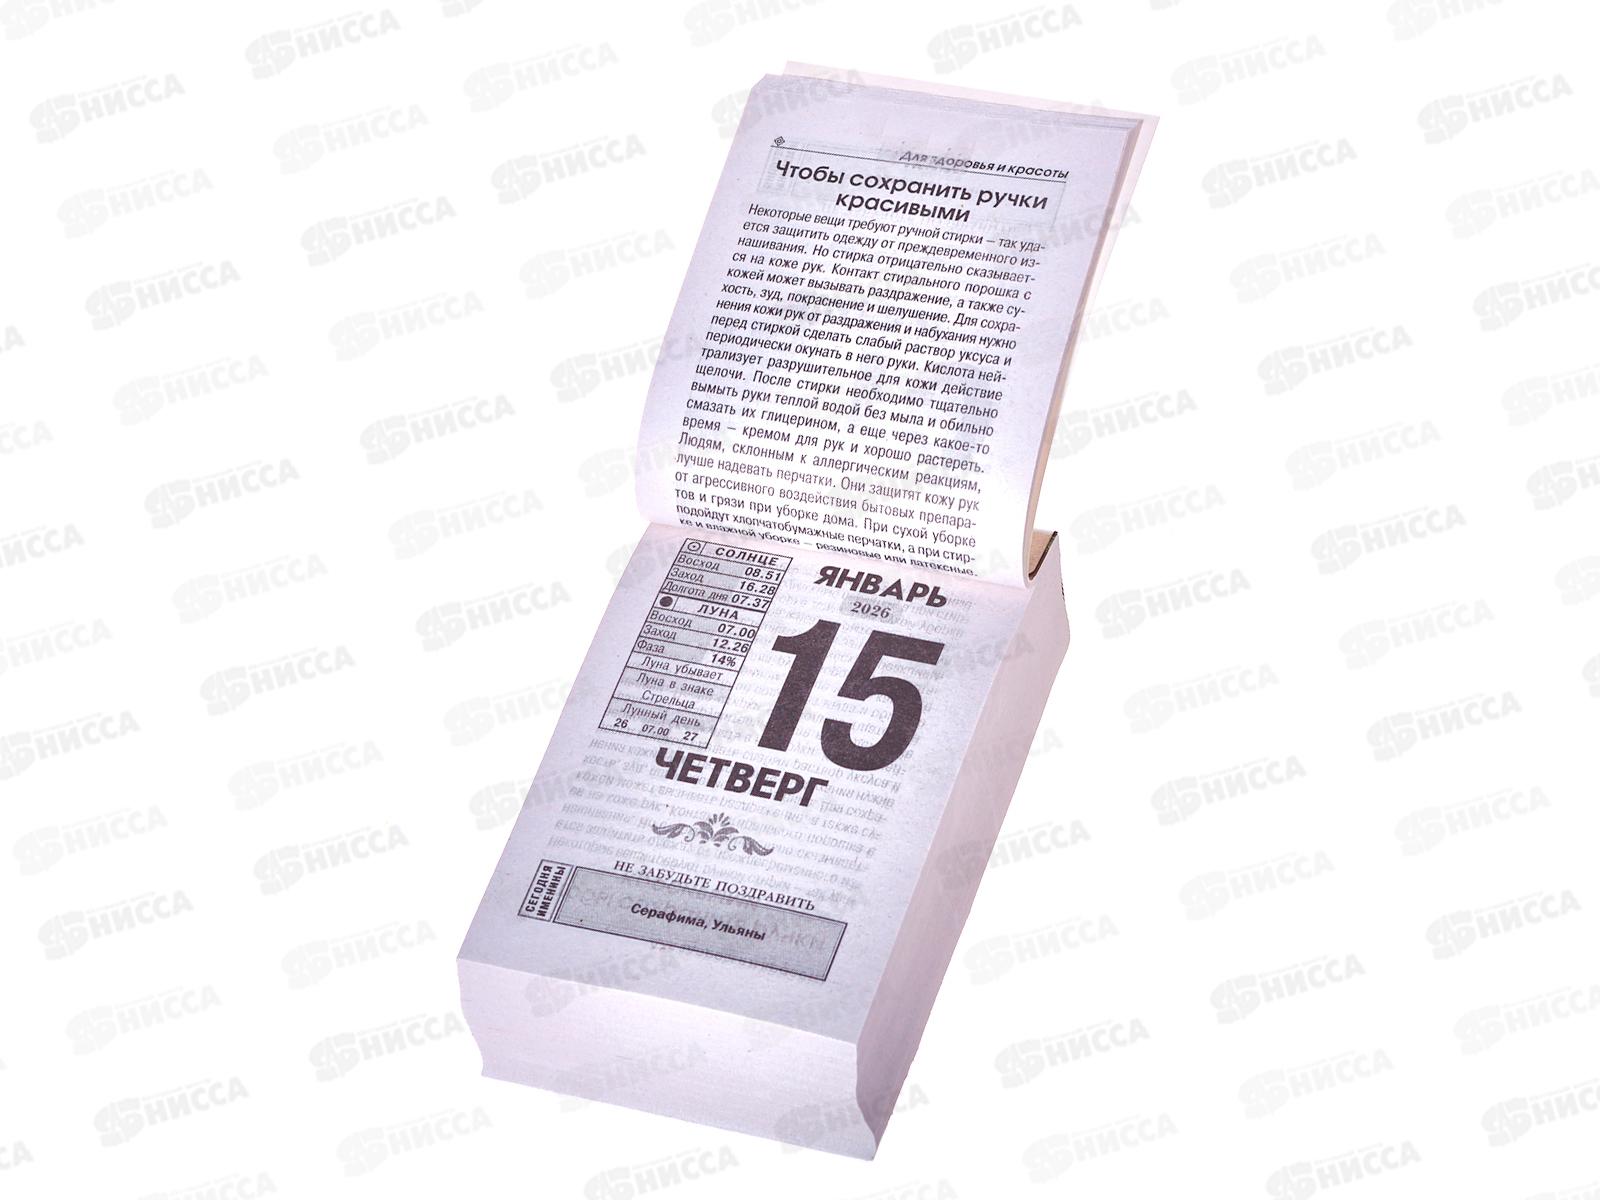 Для здоровья и красоты
Чтобы сохранить ручки
красивыми
Некоторые вещи требуют ручной стирки – так уда-
ется защитить одежду от преждевременного из-
нашивания. Но стирка отрицательно сказывает-
ся на коже рук. Контакт стирального порошка с
кожей может вызывать раздражение, а также су-
хость, зуд, покраснение и шелушение. Для сохра-
нения кожи рук от раздражения и набухания нужно
перед стиркой сделать слабый раствор уксуса и
периодически окунать в него руки. Кислота ней-
трализует разрушительное для кожи действие
щелочи. После стирки необходимо тщательно
вымыть руки теплой водой без мыла и обильно
смазать их глицерином, а еще через какое-то
время – кремом для рук и хорошо растереть.
Людям, склонным к аллергическим реакциям,
лучше надевать перчатки. Они защитят кожу рук
от агрессивного воздействия бытовых препара-
тов и грязи при уборке дома. При сухой уборке
подойдут хлопчатобумажные перчатки, а при стир-
ке и влажной уборке – резиновые или латексные.
СОЛНЦЕ
Восход 08.51
Заход 16.28
Долгота дня 07.37
ЛУНА
Восход 07.00
Заход 12.26
Фаза 14%
Луна убывает
Луна в знаке
Стрельца
Лунный день
26 07.00 27
ЯНВАРЬ
2026
15
ЧЕТВЕРГ
НЕ ЗАБУДЬТЕ ПОЗДРАВИТЬ
СЕГОДНЯ
ИМЕНИНЫ
Серафима, Ульяны
НИССА